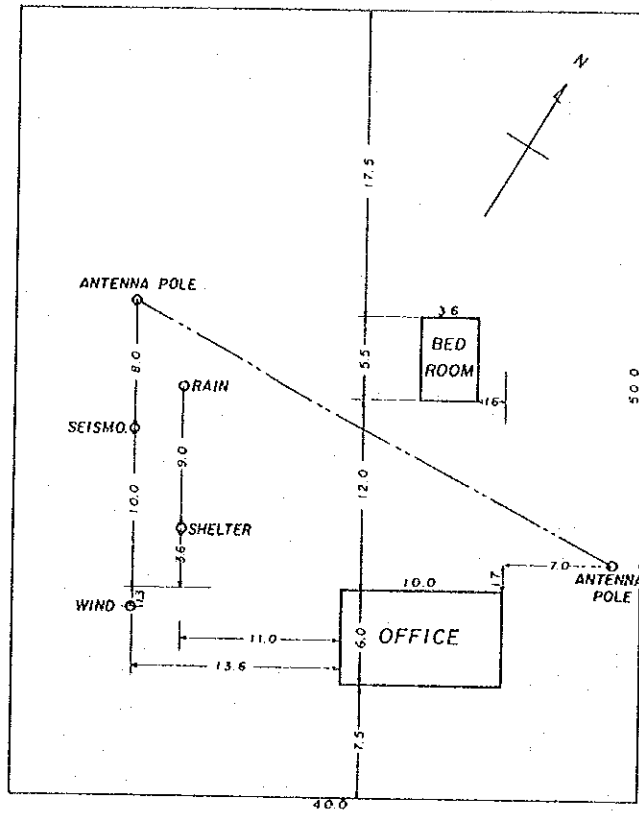 N
17.5
ANTENNA POLE
3.6
BED
ROOM
8.0
5.5
RAIN
50.0
1.6
SEISMO.
9.0
12.0
10.0
SHELTER
3.6
7.0
1.7
ANTENNA
POLE
10.0
WIND
1.3
11.0
6.0
OFFICE
13.6
7.5
40.0